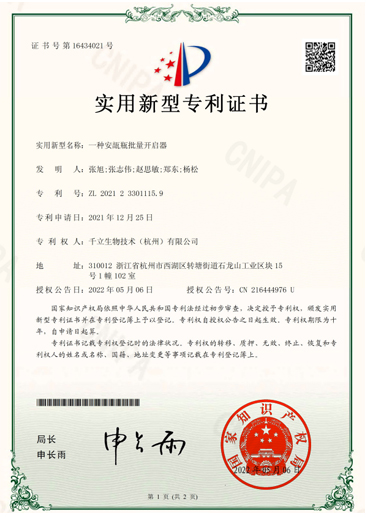 证书号第16434021号
实用新型专利证书
实用新型名称：一种安瓿瓶批量开启器
发明人：张旭;张志伟;赵思敏;郑东;杨松
专利号：ZL 2021 2 3301115.9
专利申请日：2021年12月25日
专利权人：千立生物技术（杭州）有限公司
地址：310012 浙江省杭州市西湖区转塘街道石龙山工业区块15
号1幢102室
授权公告日：2022年05月06日 授权公告号：CN 216444976 U
国家知识产权局依照中华人民共和国专利法经过初步审查，决定授予专利权，颁发实用
新型专利证书并在专利登记簿上予以登记。专利权自授权公告之日起生效。专利权期限为十
年，自申请日起算。
专利证书记载专利权登记时的法律状况。专利权的转移、质押、无效、终止、恢复和专
利权人的姓名或名称、国籍、地址变更等事项记载在专利登记簿上。
局长
申长雨
申长雨
国家知识产权局
2022年05月06日
第 1 页 (共 2 页)
CNIPA
CNIPA